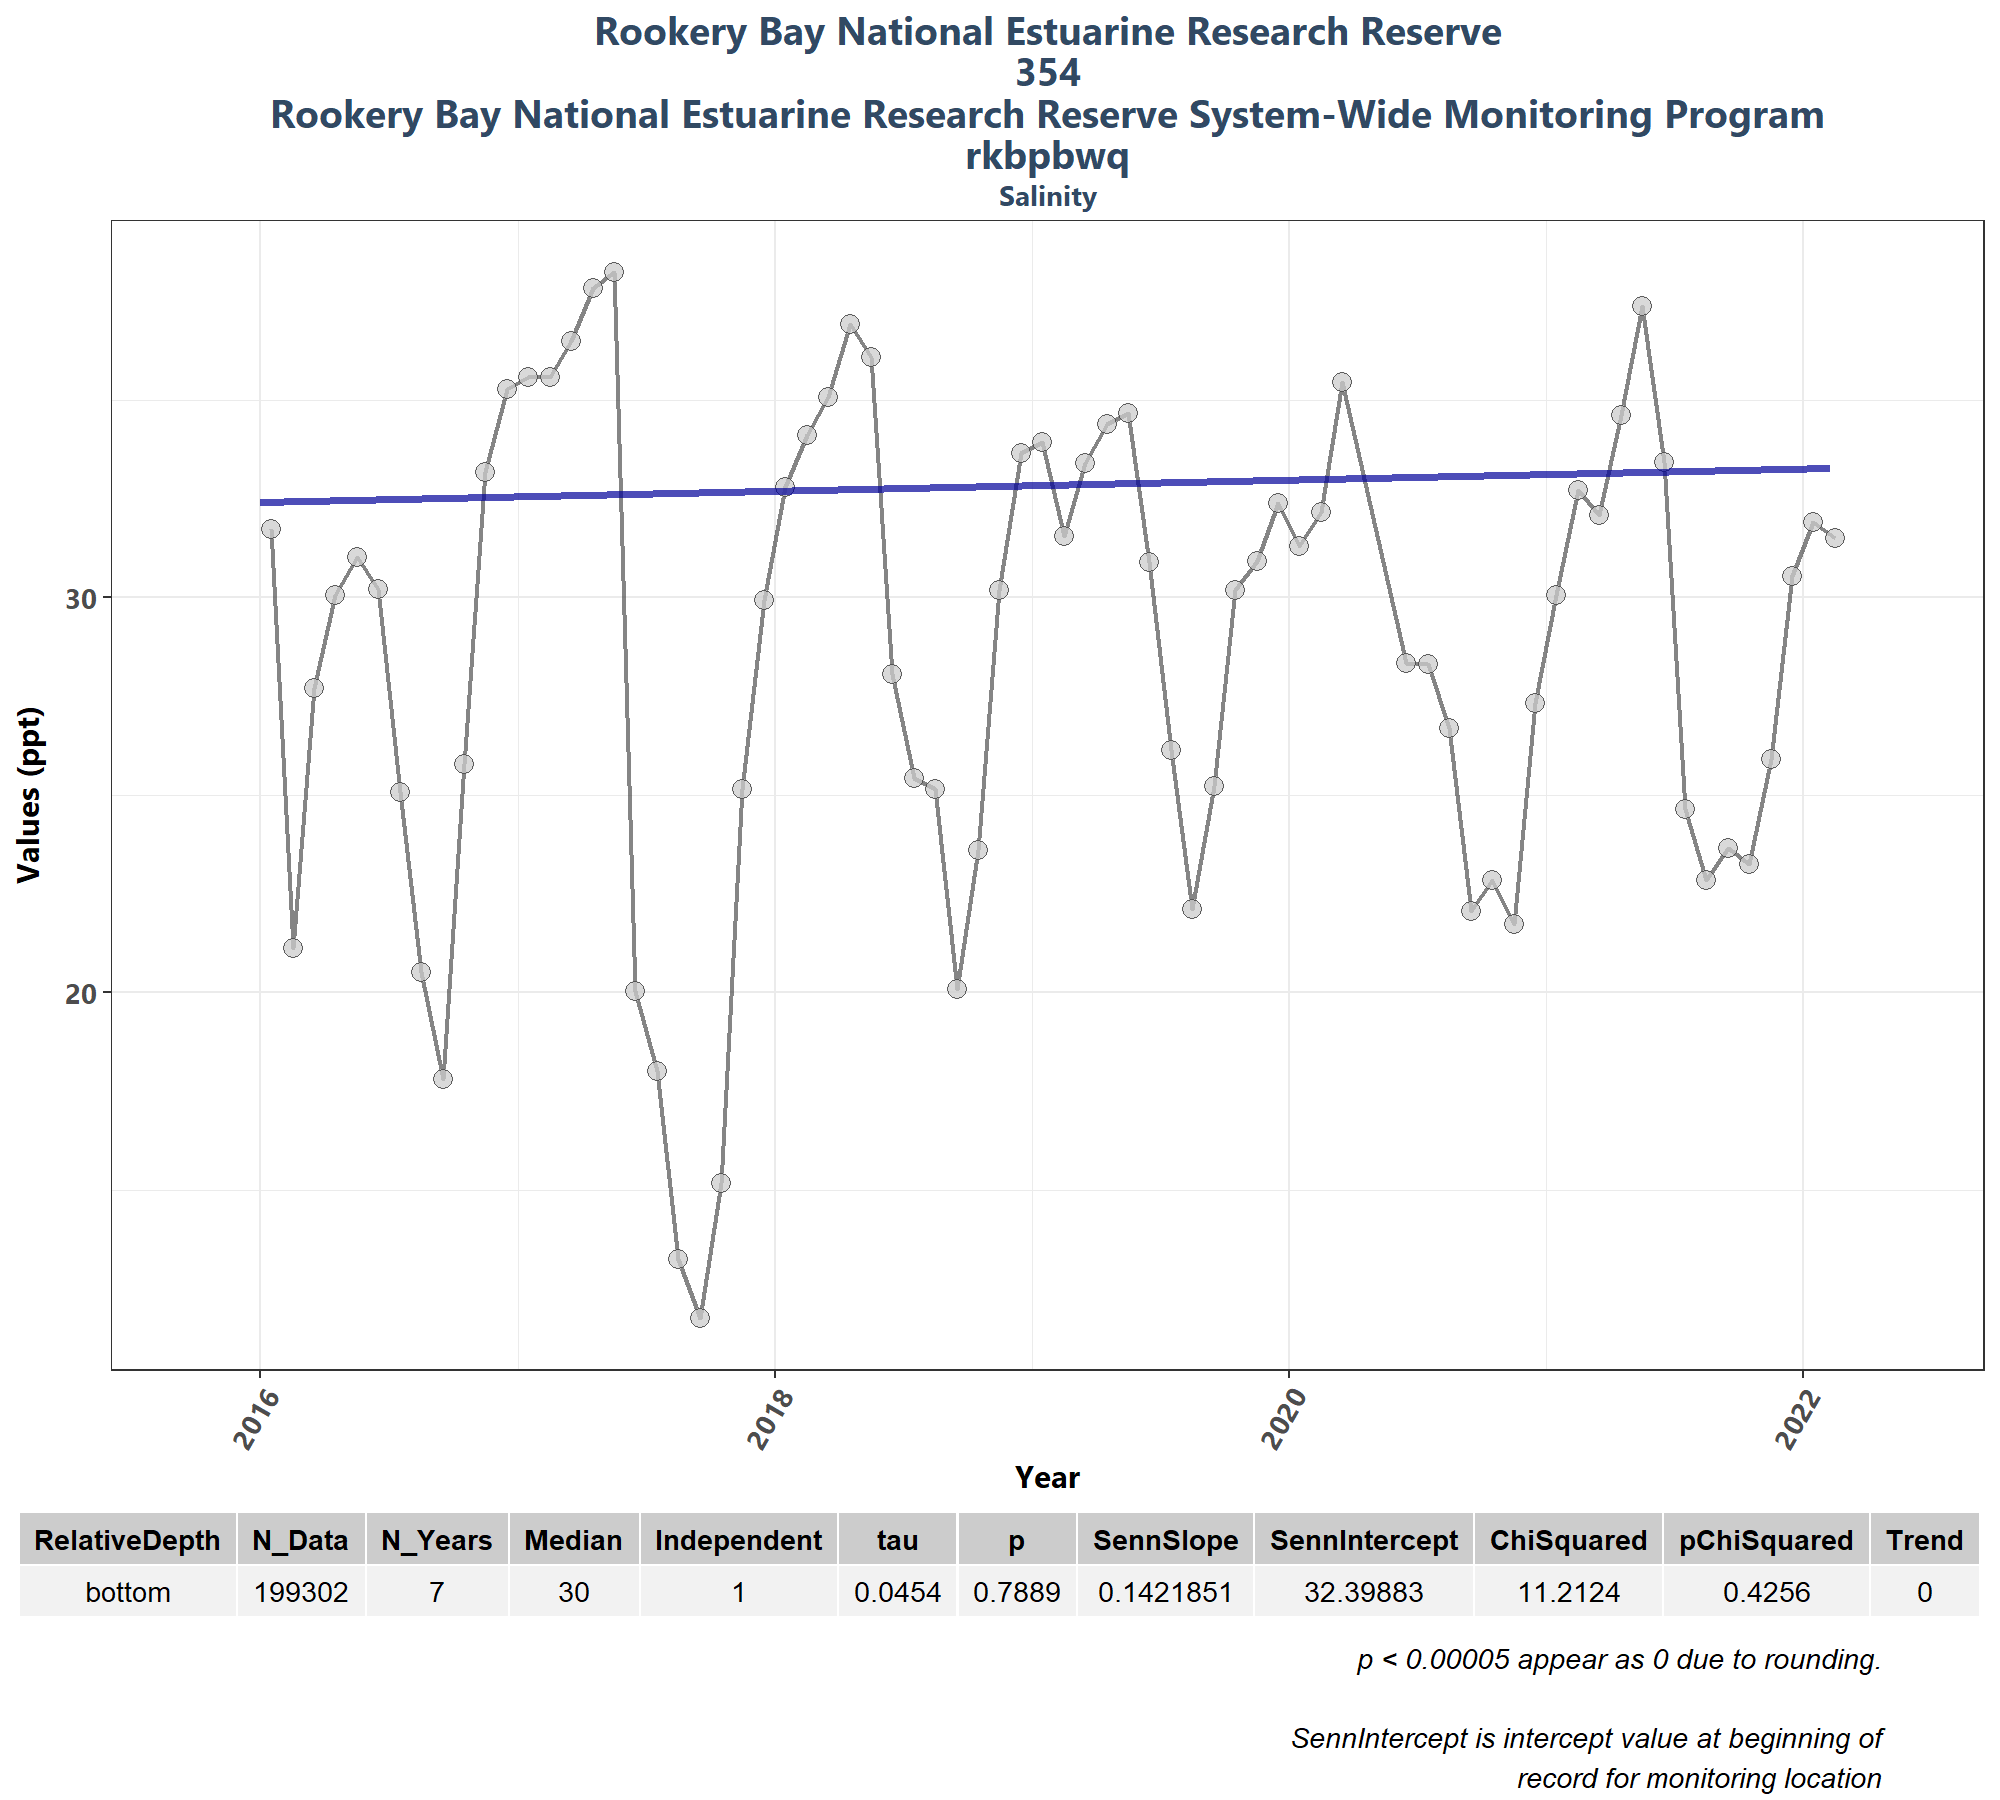 Rookery Bay National Estuarine Research Reserve
354
Rookery Bay National Estuarine Research Reserve System-Wide Monitoring Program
rkbpbwq
Salinity
Values (ppt)
30
20
2016
2018
2020
2022
Year
RelativeDepth N_Data N_Years Median Independent tau p SennSlope SennIntercept ChiSquared pChiSquared Trend
bottom 199302 7 30 1 0.0454 0.7889 0.1421851 32.39883 11.2124 0.4256 0
p < 0.00005 appear as 0 due to rounding.
SennIntercept is intercept value at beginning of
record for monitoring location